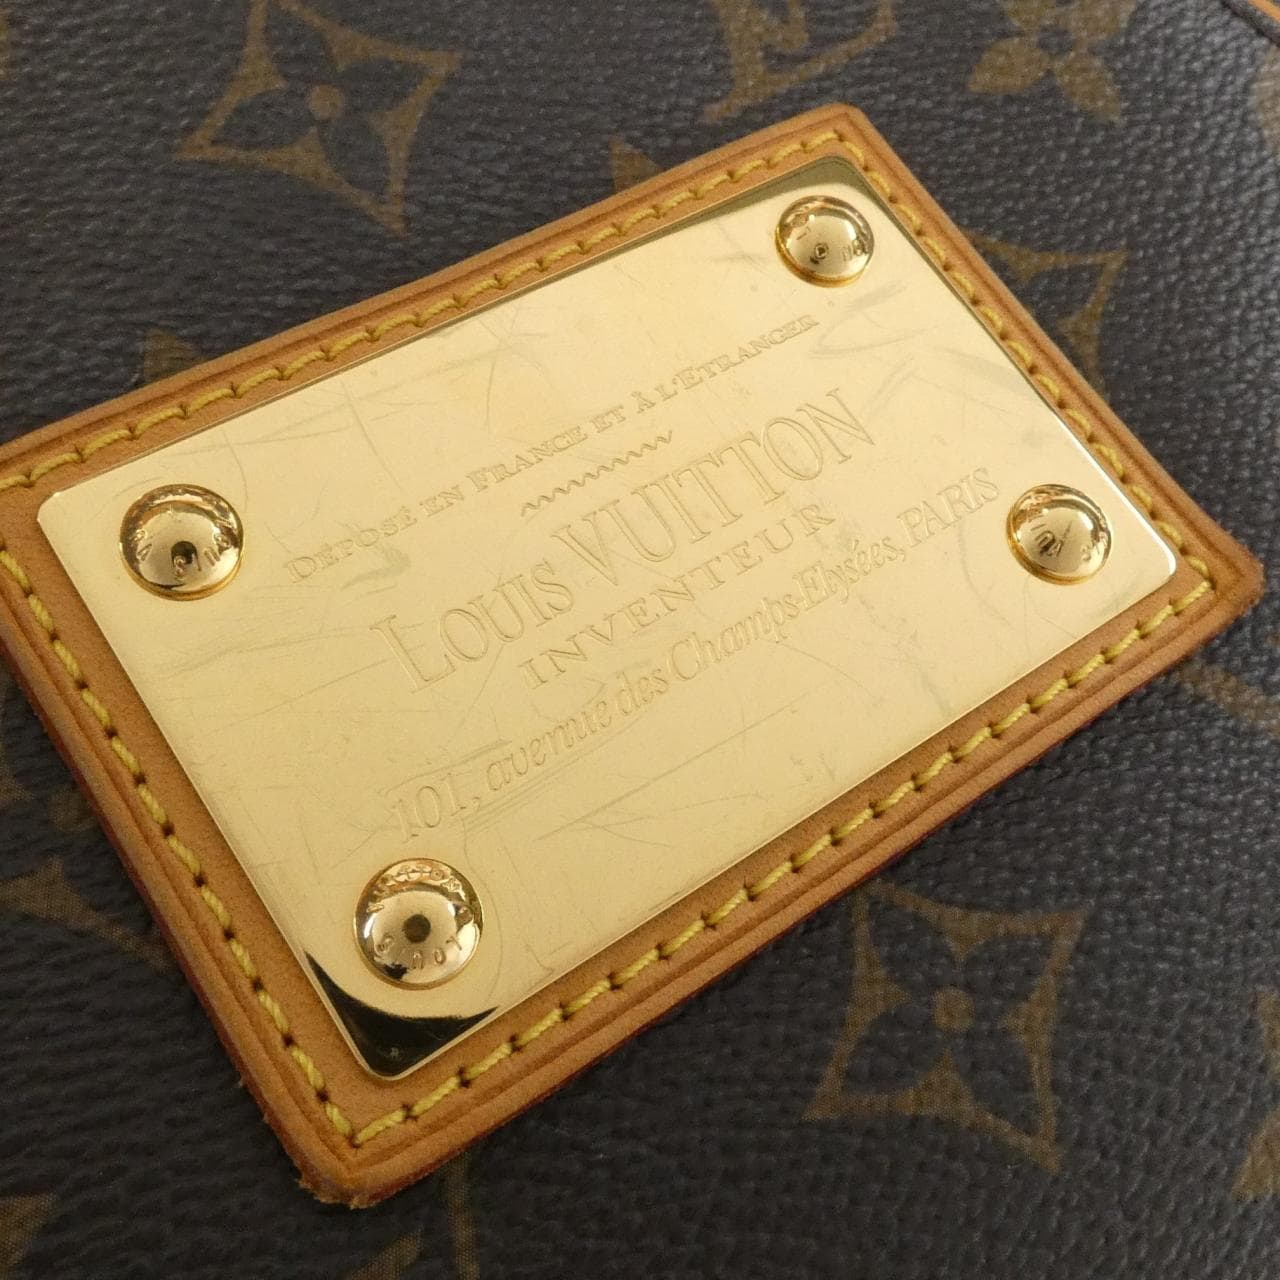 DÉPOSÉ EN FRANCE ET À L'ÉTRANGER
LOUIS VUITTON
INVENTEUR
101, avenue des Champs-Elysées, PARIS